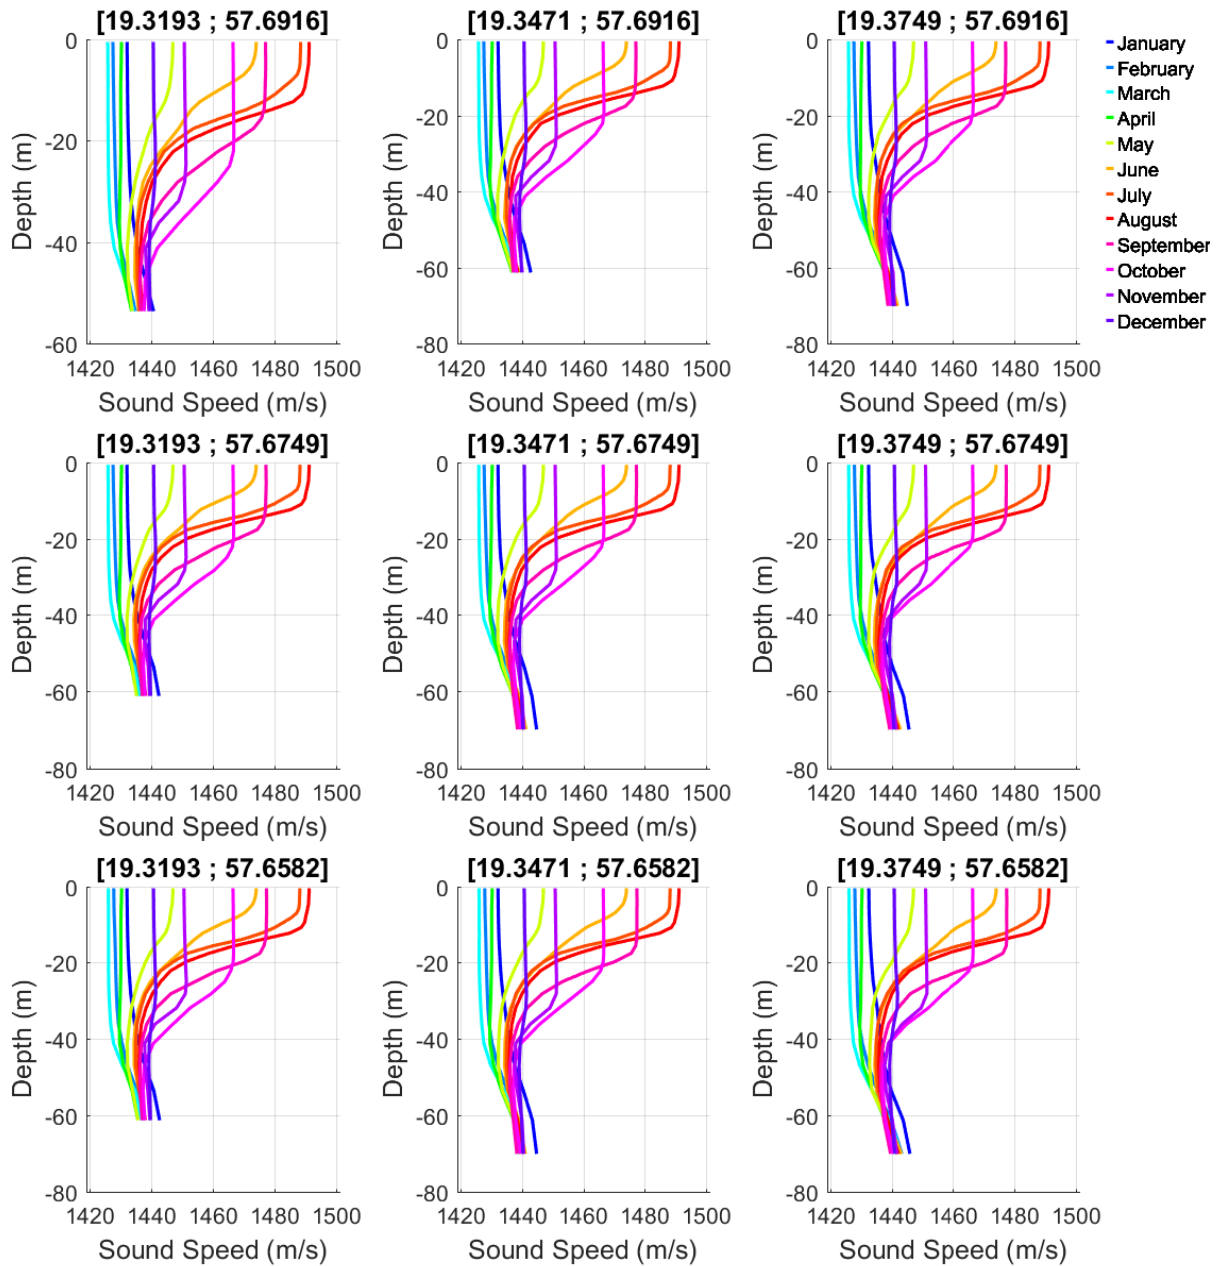 [19.3193 ; 57.6916]
[19.3471 ; 57.6916]
[19.3749 ; 57.6916]
0
-20
-40
-60
Depth (m)
1420 1440 1460 1480 1500
Sound Speed (m/s)
0
-20
-40
-60
-80
Depth (m)
1420 1440 1460 1480 1500
Sound Speed (m/s)
0
-20
-40
-60
-80
Depth (m)
1420 1440 1460 1480 1500
Sound Speed (m/s)
January
February
March
April
May
June
July
August
September
October
November
December
[19.3193 ; 57.6749]
[19.3471 ; 57.6749]
[19.3749 ; 57.6749]
0
-20
-40
-60
-80
Depth (m)
1420 1440 1460 1480 1500
Sound Speed (m/s)
0
-20
-40
-60
-80
Depth (m)
1420 1440 1460 1480 1500
Sound Speed (m/s)
0
-20
-40
-60
-80
Depth (m)
1420 1440 1460 1480 1500
Sound Speed (m/s)
[19.3193 ; 57.6582]
[19.3471 ; 57.6582]
[19.3749 ; 57.6582]
0
-20
-40
-60
-80
Depth (m)
1420 1440 1460 1480 1500
Sound Speed (m/s)
0
-20
-40
-60
-80
Depth (m)
1420 1440 1460 1480 1500
Sound Speed (m/s)
0
-20
-40
-60
-80
Depth (m)
1420 1440 1460 1480 1500
Sound Speed (m/s)